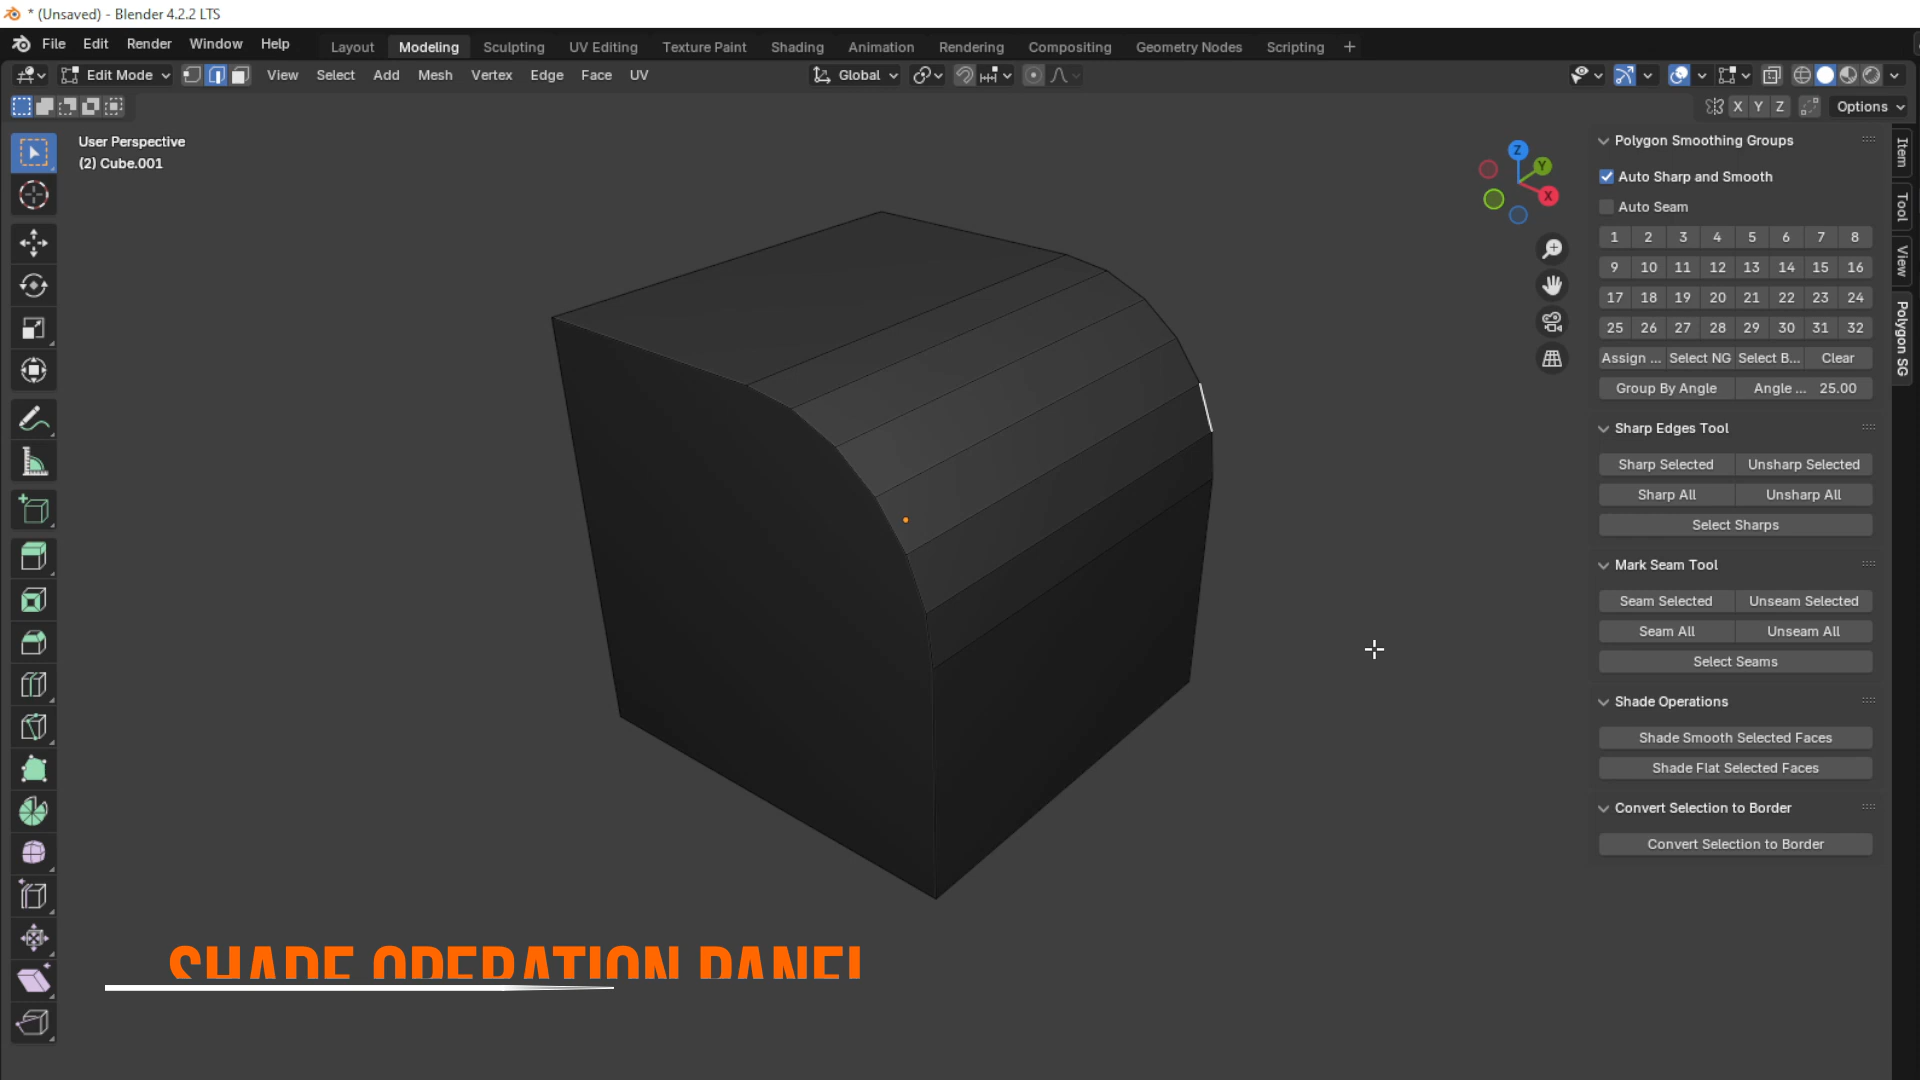 * (Unsaved) - Blender 4.2.2 LTS
File Edit Render Window Help Layout Modeling Sculpting UV Editing Texture Paint Shading Animation Rendering Compositing Geometry Nodes Scripting +
Edit Mode View Select Add Mesh Vertex Edge Face UV Global
X Y Z Options
User Perspective
(2) Cube.001
Z
Y
X
Polygon Smoothing Groups
Auto Sharp and Smooth
Auto Seam
1 2 3 4 5 6 7 8
9 10 11 12 13 14 15 16
17 18 19 20 21 22 23 24
25 26 27 28 29 30 31 32
Assign ... Select NG Select B... Clear
Group By Angle Angle ... 25.00
Sharp Edges Tool
Sharp Selected Unsharp Selected
Sharp All Unsharp All
Select Sharps
Mark Seam Tool
Seam Selected Unseam Selected
Seam All Unseam All
Select Seams
Shade Operations
Shade Smooth Selected Faces
Shade Flat Selected Faces
Convert Selection to Border
Convert Selection to Border
Item
Tool
View
Polygon SG
SHADE OPERATION PANEL